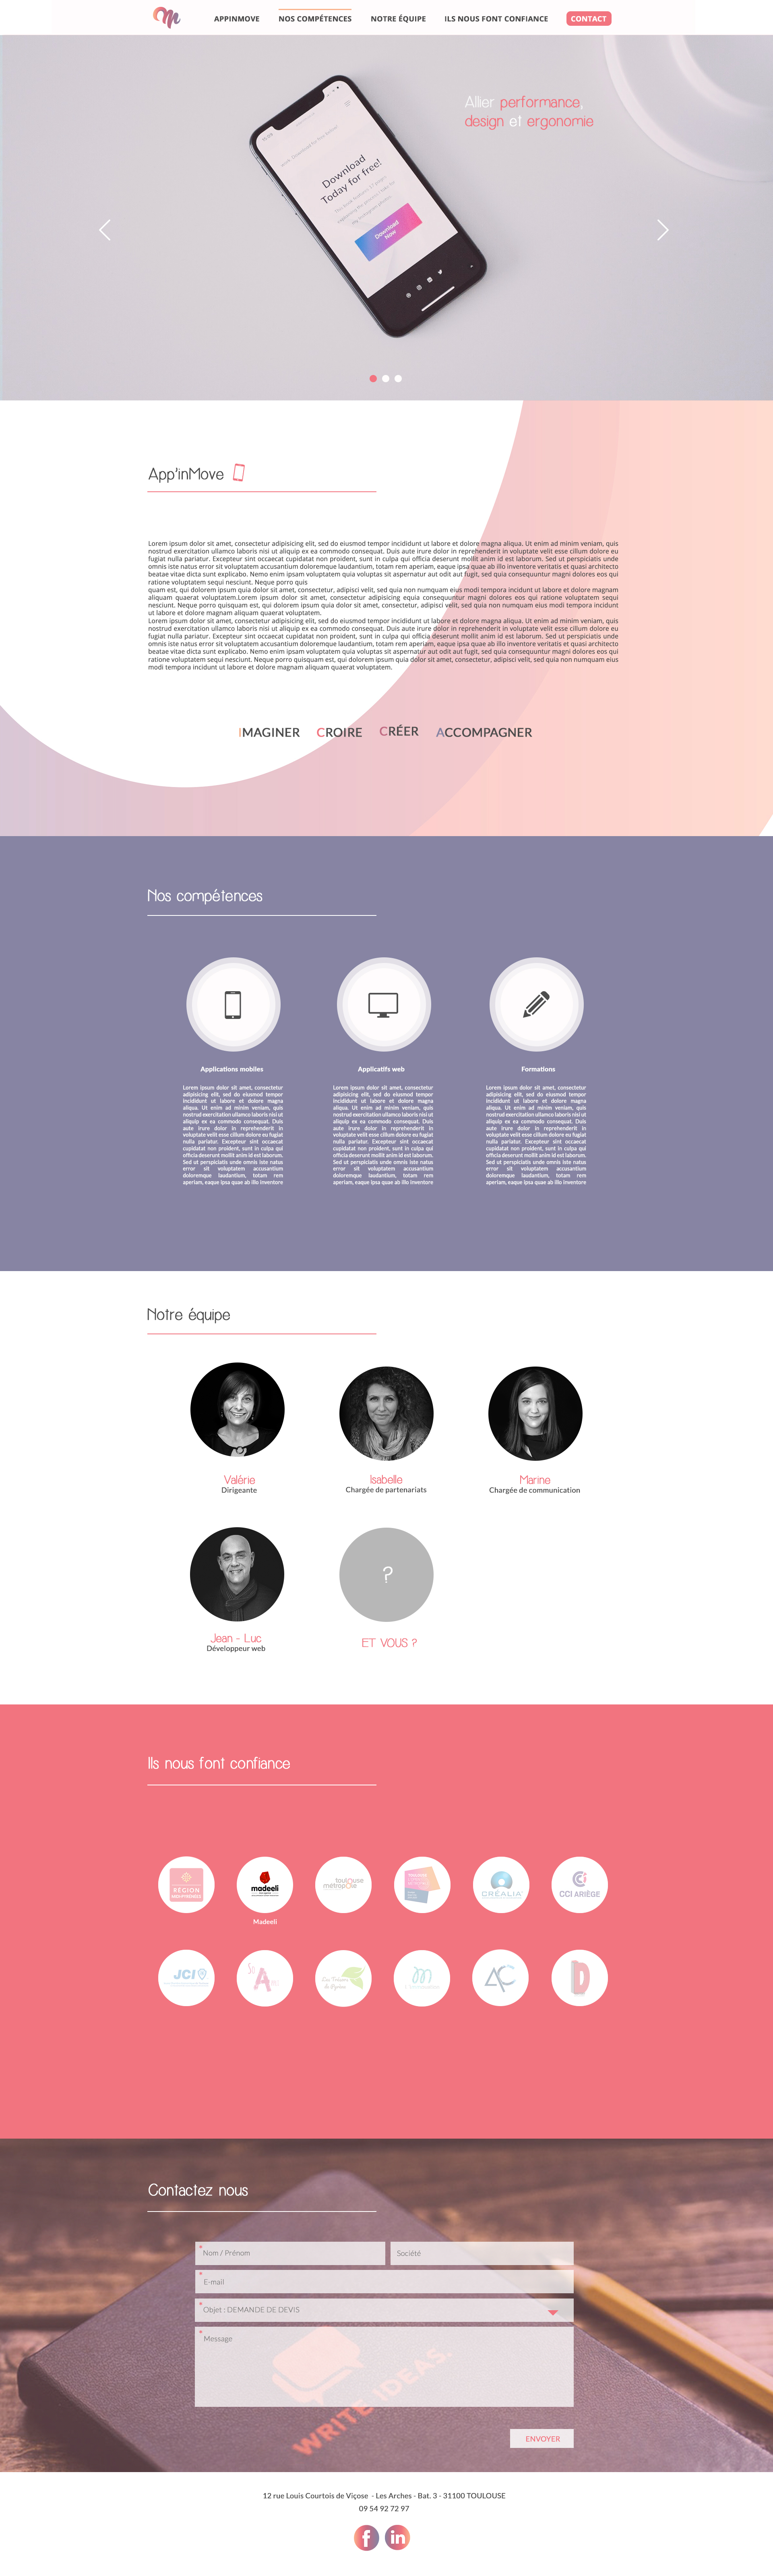 APPINMOVE NOS COMPÉTENCES NOTRE ÉQUIPE ILS NOUS FONT CONFIANCE CONTACT
Allier performance,
design et ergonomie
Download
Today for free!
Download
Now
App'inMove
Lorem ipsum dolor sit amet, consectetur adipisicing elit, sed do eiusmod tempor incididunt ut labore et dolore magna aliqua. Ut enim ad minim veniam, quis
nostrud exercitation ullamco laboris nisi ut aliquip ex ea commodo consequat. Duis aute irure dolor in reprehenderit in voluptate velit esse cillum dolore eu
fugiat nulla pariatur. Excepteur sint occaecat cupidatat non proident, sunt in culpa qui officia deserunt mollit anim id est laborum. Sed ut perspiciatis unde
omnis iste natus error sit voluptatem accusantium doloremque laudantium, totam rem aperiam, eaque ipsa quae ab illo inventore veritatis et quasi architecto
beatae vitae dicta sunt explicabo. Nemo enim ipsam voluptatem quia voluptas sit aspernatur aut odit aut fugit, sed quia consequuntur magni dolores eos qui
ratione voluptatem sequi nesciunt. Neque porro quis
quam est, qui dolorem ipsum quia dolor sit amet, consectetur, adipisci velit, sed quia non numquam eius modi tempora incidunt ut labore et dolore magnam
aliquam quaerat voluptatem.Lorem ipsum dolor sit amet, consectetur adipisicing equia consequuntur magni dolores eos qui ratione voluptatem sequi
nesciunt. Neque porro quisquam est, qui dolorem ipsum quia dolor sit amet, consectetur, adipisci velit, sed quia non numquam eius modi tempora incidunt
ut labore et dolore magnam aliquam quaerat voluptatem.
Lorem ipsum dolor sit amet, consectetur adipisicing elit, sed do eiusmod tempor incididunt ut labore et dolore magna aliqua. Ut enim ad minim veniam, quis
nostrud exercitation ullamco laboris nisi ut aliquip ex ea commodo consequat. Duis aute irure dolor in reprehenderit in voluptate velit esse cillum dolore eu
fugiat nulla pariatur. Excepteur sint occaecat cupidatat non proident, sunt in culpa qui officia deserunt mollit anim id est laborum. Sed ut perspiciatis unde
omnis iste natus error sit voluptatem accusantium doloremque laudantium, totam rem aperiam, eaque ipsa quae ab illo inventore veritatis et quasi architecto
beatae vitae dicta sunt explicabo. Nemo enim ipsam voluptatem quia voluptas sit aspernatur aut odit aut fugit, sed quia consequuntur magni dolores eos qui
ratione voluptatem sequi nesciunt. Neque porro quisquam est, qui dolorem ipsum quia dolor sit amet, consectetur, adipisci velit, sed quia non numquam eius
modi tempora incidunt ut labore et dolore magnam aliquam quaerat voluptatem.
IMAGINER CROIRE CRÉER ACCOMPAGNER
Nos compétences
Applications mobiles
Lorem ipsum dolor sit amet, consectetur
adipisicing elit, sed do eiusmod tempor
incididunt ut labore et dolore magna
aliqua. Ut enim ad minim veniam, quis
nostrud exercitation ullamco laboris nisi ut
aliquip ex ea commodo consequat. Duis
aute irure dolor in reprehenderit in
voluptate velit esse cillum dolore eu fugiat
nulla pariatur. Excepteur sint occaecat
cupidatat non proident, sunt in culpa qui
officia deserunt mollit anim id est laborum.
Sed ut perspiciatis unde omnis iste natus
error sit voluptatem accusantium
doloremque laudantium, totam rem
aperiam, eaque ipsa quae ab illo inventore
Applicatifs web
Lorem ipsum dolor sit amet, consectetur
adipisicing elit, sed do eiusmod tempor
incididunt ut labore et dolore magna
aliqua. Ut enim ad minim veniam, quis
nostrud exercitation ullamco laboris nisi ut
aliquip ex ea commodo consequat. Duis
aute irure dolor in reprehenderit in
voluptate velit esse cillum dolore eu fugiat
nulla pariatur. Excepteur sint occaecat
cupidatat non proident, sunt in culpa qui
officia deserunt mollit anim id est laborum.
Sed ut perspiciatis unde omnis iste natus
error sit voluptatem accusantium
doloremque laudantium, totam rem
aperiam, eaque ipsa quae ab illo inventore
Formations
Lorem ipsum dolor sit amet, consectetur
adipisicing elit, sed do eiusmod tempor
incididunt ut labore et dolore magna
aliqua. Ut enim ad minim veniam, quis
nostrud exercitation ullamco laboris nisi ut
aliquip ex ea commodo consequat. Duis
aute irure dolor in reprehenderit in
voluptate velit esse cillum dolore eu fugiat
nulla pariatur. Excepteur sint occaecat
cupidatat non proident, sunt in culpa qui
officia deserunt mollit anim id est laborum.
Sed ut perspiciatis unde omnis iste natus
error sit voluptatem accusantium
doloremque laudantium, totam rem
aperiam, eaque ipsa quae ab illo inventore
Notre équipe
Valérie
Dirigeante
Isabelle
Chargée de partenariats
Marine
Chargée de communication
Jean - Luc
Développeur web
?
ET VOUS ?
Ils nous font confiance
RÉGION
MIDI-PYRÉNÉES
madeeli
toulouse
métropole
CRÉALIA
CCI ARIÈGE
Madeeli
JCI
Contactez nous
* Nom / Prénom
Société
* E-mail
* Objet : DEMANDE DE DEVIS
* Message
WRITE IDEAS.
ENVOYER
12 rue Louis Courtois de Viçose - Les Arches - Bat. 3 - 31100 TOULOUSE
09 54 92 72 97
f in